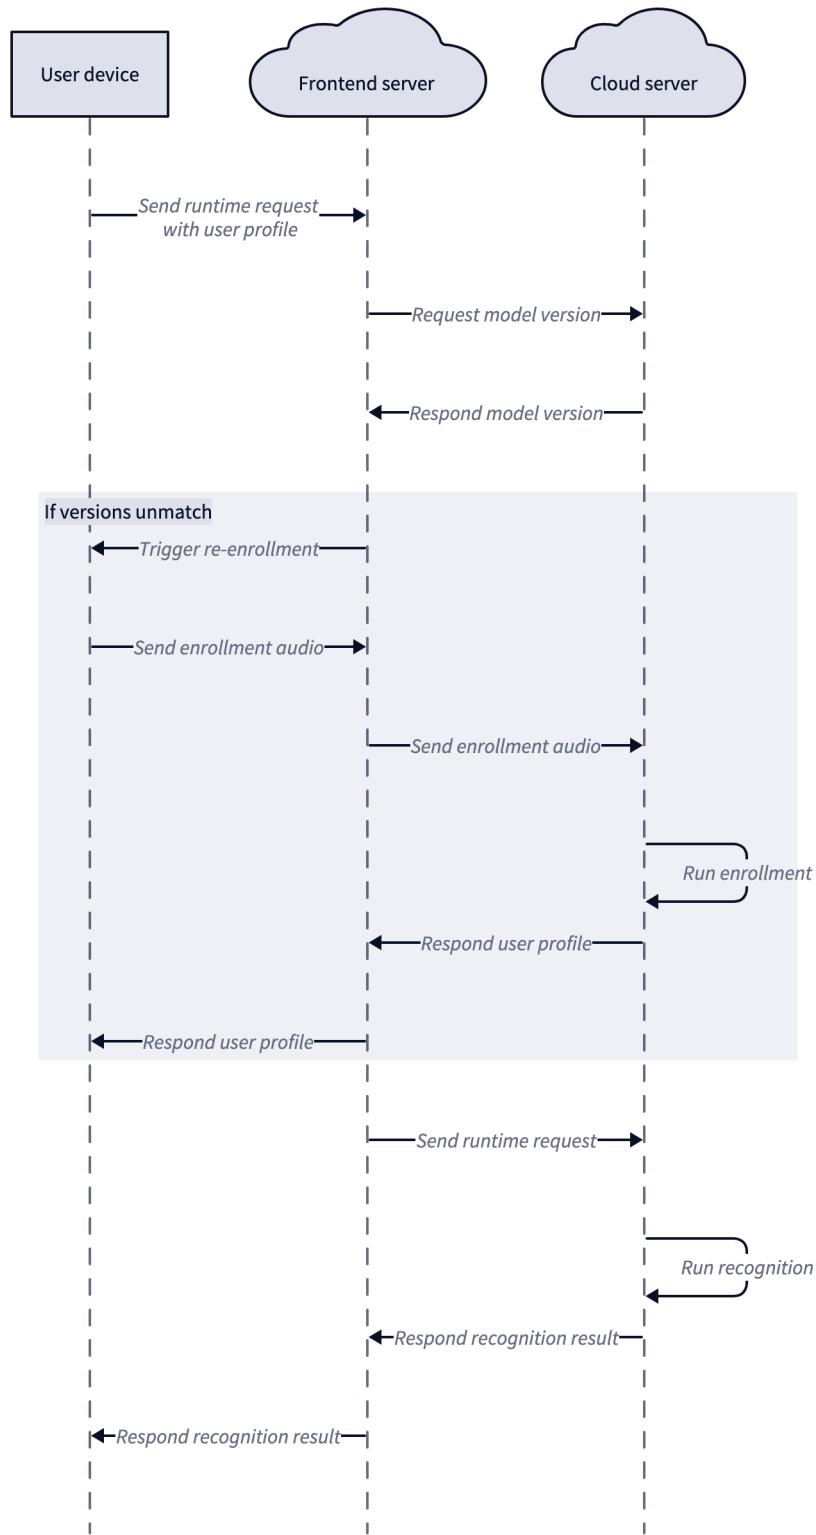 User device
Frontend server
Cloud server
Send runtime request
with user profile
Request model version
Respond model version
If versions unmatch
Trigger re-enrollment
Send enrollment audio
Send enrollment audio
Run enrollment
Respond user profile
Respond user profile
Send runtime request
Run recognition
Respond recognition result
Respond recognition result